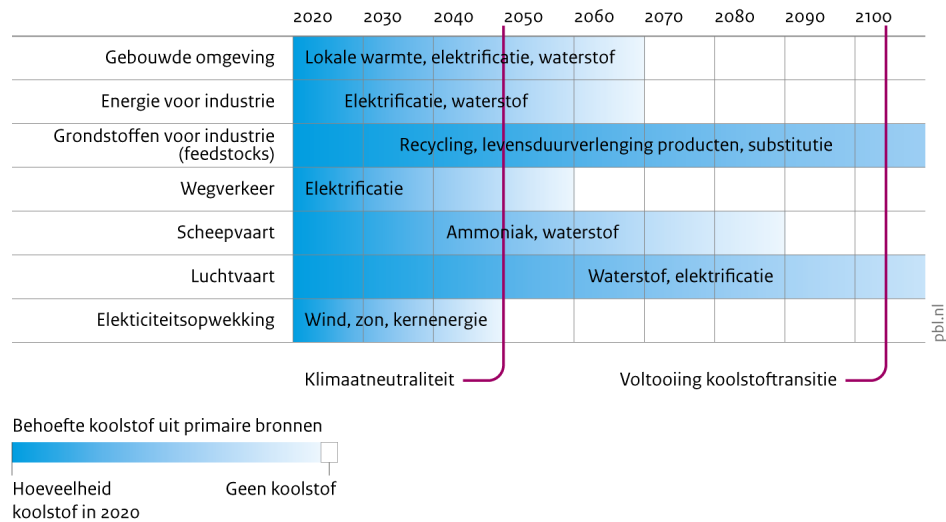 2020 2030 2040 2050 2060 2070 2080 2090 2100
Gebouwde omgeving Lokale warmte, elektrificatie, waterstof
Energie voor industrie Elektrificatie, waterstof
Grondstoffen voor industrie
(feedstocks) Recycling, levensduurverlenging producten, substitutie
Wegverkeer Elektrificatie
Scheepvaart Ammoniak, waterstof
Luchtvaart Waterstof, elektrificatie
Elekticiteitsopwekking Wind, zon, kernenergie
pbl.nl
Klimaatneutraliteit Voltooiing koolstoftransitie
Behoefte koolstof uit primaire bronnen
Hoeveelheid Geen koolstof
koolstof in 2020